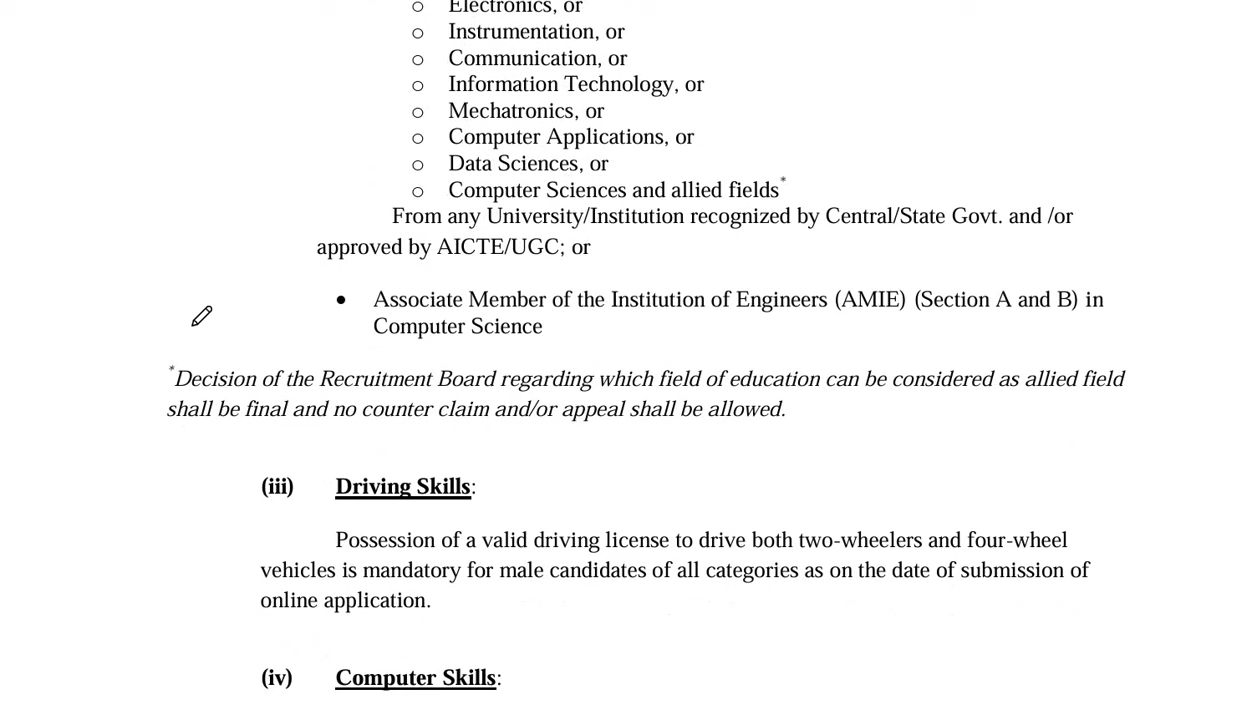 o Electronics, or
o Instrumentation, or
o Communication, or
o Information Technology, or
o Mechatronics, or
o Computer Applications, or
o Data Sciences, or
o Computer Sciences and allied fields*
From any University/Institution recognized by Central/State Govt. and /or
approved by AICTE/UGC; or
• Associate Member of the Institution of Engineers (AMIE) (Section A and B) in
Computer Science
*Decision of the Recruitment Board regarding which field of education can be considered as allied field
shall be final and no counter claim and/or appeal shall be allowed.
(iii) Driving Skills:
Possession of a valid driving license to drive both two-wheelers and four-wheel
vehicles is mandatory for male candidates of all categories as on the date of submission of
online application.
(iv) Computer Skills: